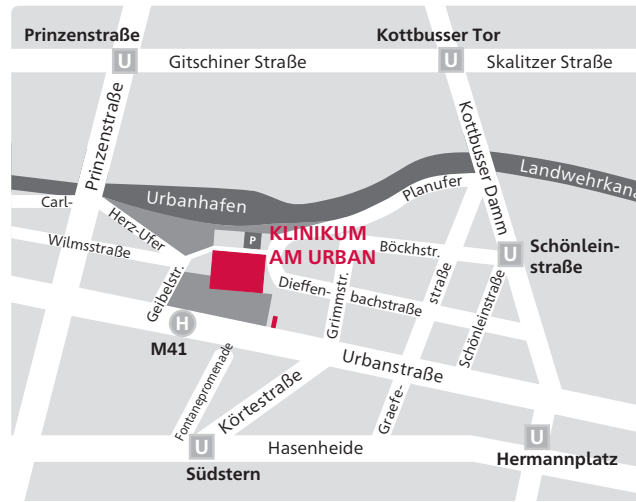 Prinzenstraße
U
Gitschiner Straße
Kottbusser Tor
U
Skalitzer Straße
Prinzenstraße
Kottbusser Damm
Landwehrkana
Urbanhafen
Planufer
Carl-
Herz-Ufer
Wilmsstraße
P
KLINIKUM
AM URBAN
Böckhstr.
U
Schönlein-
straße
Geibelstr.
Dieffen-
bachstraße
Grimmstr.
straße
Schönleinstraße
H
M41
Urbanstraße
Fontanepromenade
Körtestraße
Graefe-
U
Südstern
Hasenheide
U
Hermannplatz